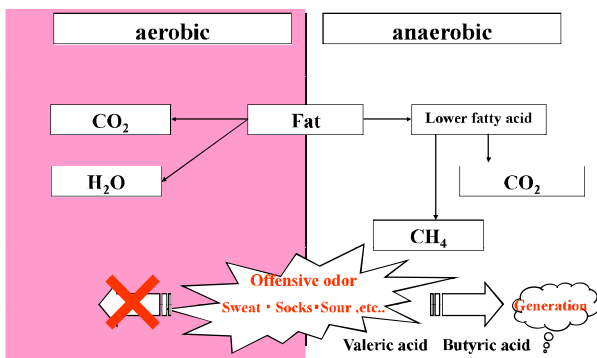 aerobic
anaerobic
CO₂
Fat
Lower fatty acid
H₂O
CO₂
CH₄
Offensive odor
Sweat・Socks・Sour ,etc..
Generation
Valeric acid
Butyric acid